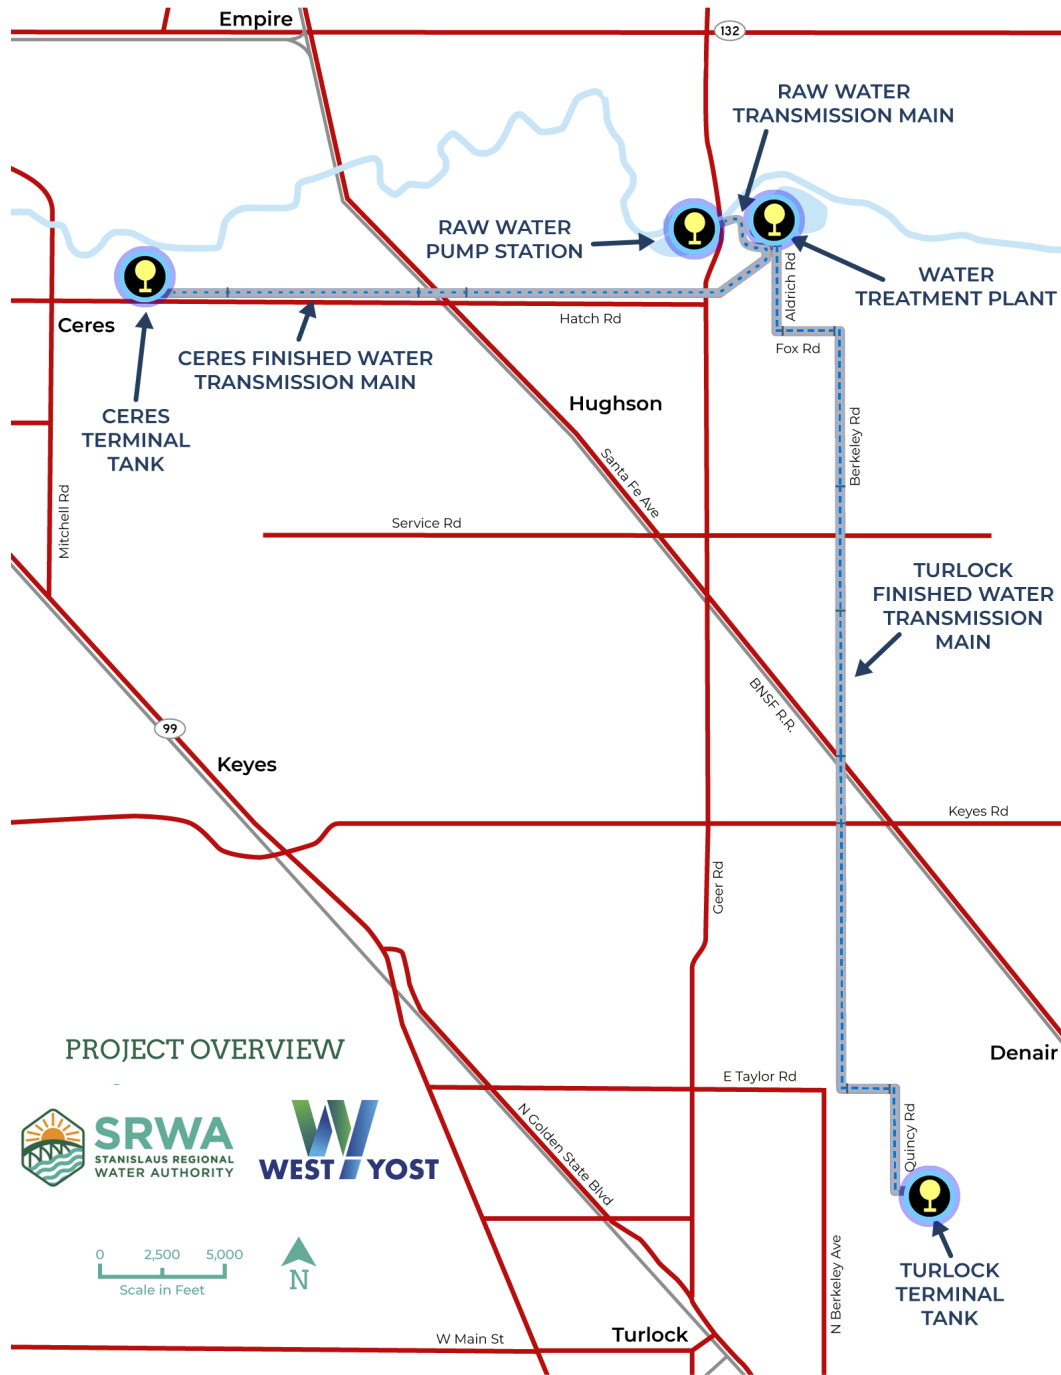 Empire
132
RAW WATER
TRANSMISSION MAIN
RAW WATER
PUMP STATION
WATER
TREATMENT PLANT
Aldrich Rd
Ceres
Hatch Rd
Fox Rd
CERES FINISHED WATER
TRANSMISSION MAIN
CERES
TERMINAL
TANK
Hughson
Berkeley Rd
Santa Fe Ave
Mitchell Rd
Service Rd
TURLOCK
FINISHED WATER
TRANSMISSION
MAIN
BNSF R.R.
99
Keyes
Keyes Rd
Geer Rd
PROJECT OVERVIEW
Denair
E Taylor Rd
SRWA
STANISLAUS REGIONAL
WATER AUTHORITY
WEST YOST
N Golden State Blvd
Quincy Rd
0 2,500 5,000
Scale in Feet
N
N Berkeley Ave
TURLOCK
TERMINAL
TANK
W Main St
Turlock